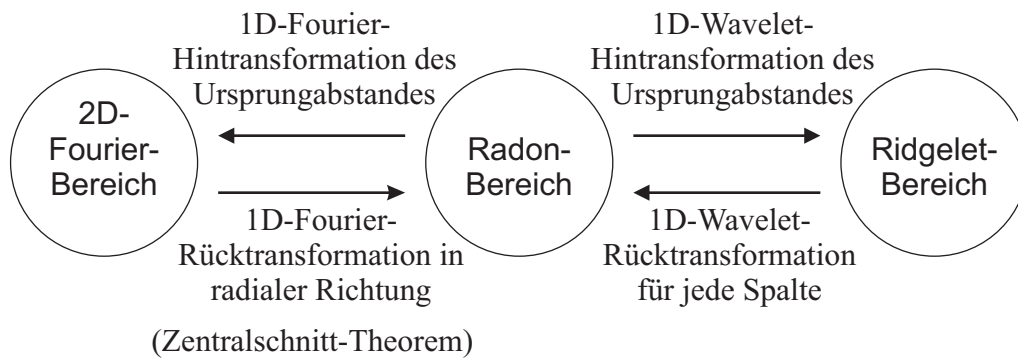 1D-Fourier-
Hintransformation des
Ursprungabstandes
1D-Wavelet-
Hintransformation des
Ursprungabstandes
2D-
Fourier-
Bereich
Radon-
Bereich
Ridgelet-
Bereich
1D-Fourier-
Rücktransformation in
radialer Richtung
(Zentralschnitt-Theorem)
1D-Wavelet-
Rücktransformation
für jede Spalte